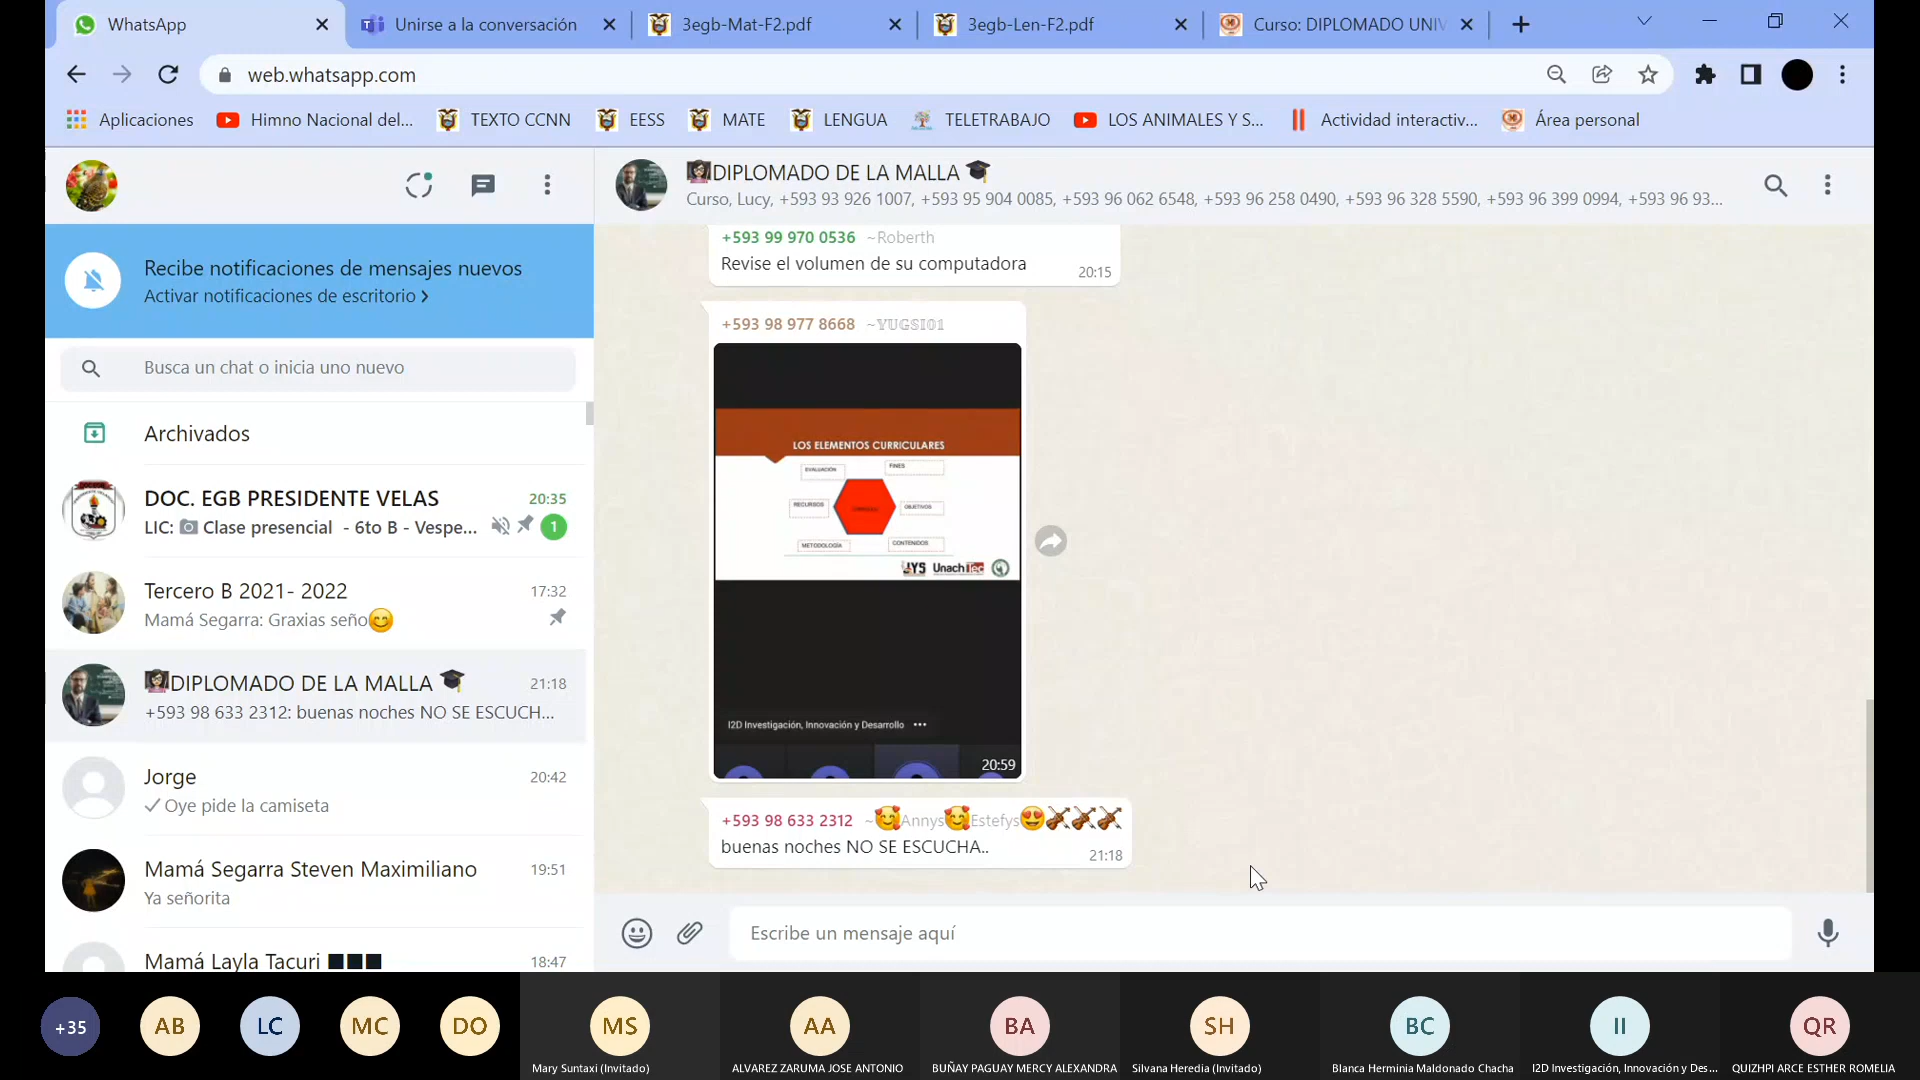 WhatsApp
Unirse a la conversación
3egb-Mat-F2.pdf
3egb-Len-F2.pdf
Curso: DIPLOMADO UNIV
web.whatsapp.com
Aplicaciones
Himno Nacional del...
TEXTO CCNN
EESS
MATE
LENGUA
TELETRABAJO
LOS ANIMALES Y S...
Actividad interactiv...
Área personal
Recibe notificaciones de mensajes nuevos
Activar notificaciones de escritorio >
Busca un chat o inicia uno nuevo
Archivados
DOC. EGB PRESIDENTE VELAS 20:35
LIC: 📷 Clase presencial - 6to B - Vespe... 1
Tercero B 2021- 2022 17:32
Mamá Segarra: Graxias seño😊
👩🏻‍🏫DIPLOMADO DE LA MALLA 🎓 21:18
+593 98 633 2312: buenas noches NO SE ESCUCH...
Jorge 20:42
✓ Oye pide la camiseta
Mamá Segarra Steven Maximiliano 19:51
Ya señorita
Mamá Layla Tacuri ■■■ 18:47
👩🏻‍🏫DIPLOMADO DE LA MALLA 🎓
Curso, Lucy, +593 93 926 1007, +593 95 904 0085, +593 96 062 6548, +593 96 258 0490, +593 96 328 5590, +593 96 399 0994, +593 96 93...
+593 99 970 0536 ~Roberth
Revise el volumen de su computadora 20:15
+593 98 977 8668 ~YUGSI01
LOS ELEMENTOS CURRICULARES
EVALUACIÓN FINES
RECURSOS OBJETIVOS
METODOLOGÍA CONTENIDOS
JYS UnachTec
I2D Investigación, Innovación y Desarrollo ...
20:59
+593 98 633 2312 ~🥰Annys🥰Estefys😍🎻🎻🎻
buenas noches NO SE ESCUCHA.. 21:18
Escribe un mensaje aquí
+35 AB LC MC DO MS AA BA SH BC II QR
Mary Suntaxi (Invitado) ALVAREZ ZARUMA JOSE ANTONIO BUÑAY PAGUAY MERCY ALEXANDRA Silvana Heredia (Invitado) Blanca Herminia Maldonado Chacha I2D Investigación, Innovación y Des... QUIZHPI ARCE ESTHER ROMELIA